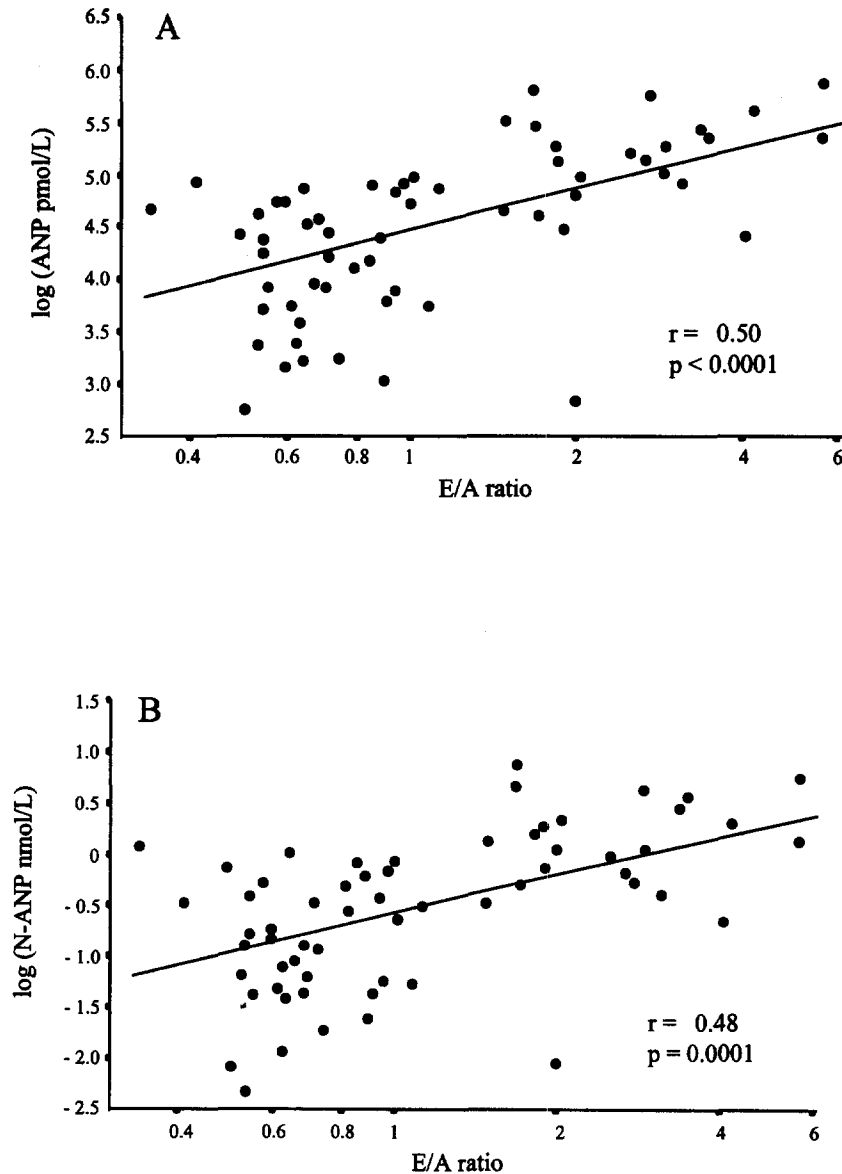 A
6.5
6.0
5.5
5.0
4.5
4.0
3.5
3.0
2.5
log (ANP pmol/L)
r = 0.50
p < 0.0001
0.4 0.6 0.8 1 2 4 6
E/A ratio
B
1.5
1.0
0.5
0
- 0.5
- 1.0
- 1.5
- 2.0
- 2.5
log (N-ANP nmol/L)
r = 0.48
p = 0.0001
0.4 0.6 0.8 1 2 4 6
E/A ratio